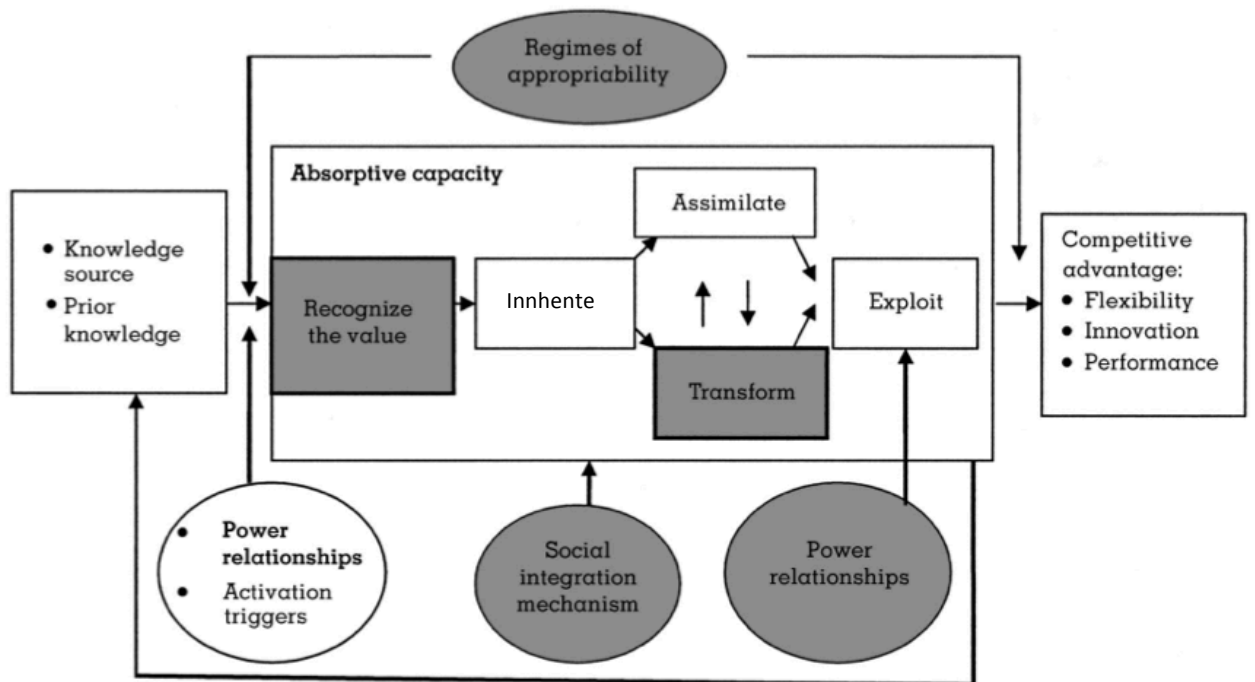 Regimes of
appropriability
Absorptive capacity
Assimilate
• Knowledge
source
• Prior
knowledge
Recognize
the value
Innhente
Exploit
Transform
Competitive
advantage:
• Flexibility
• Innovation
• Performance
• Power
relationships
• Activation
triggers
Social
integration
mechanism
Power
relationships